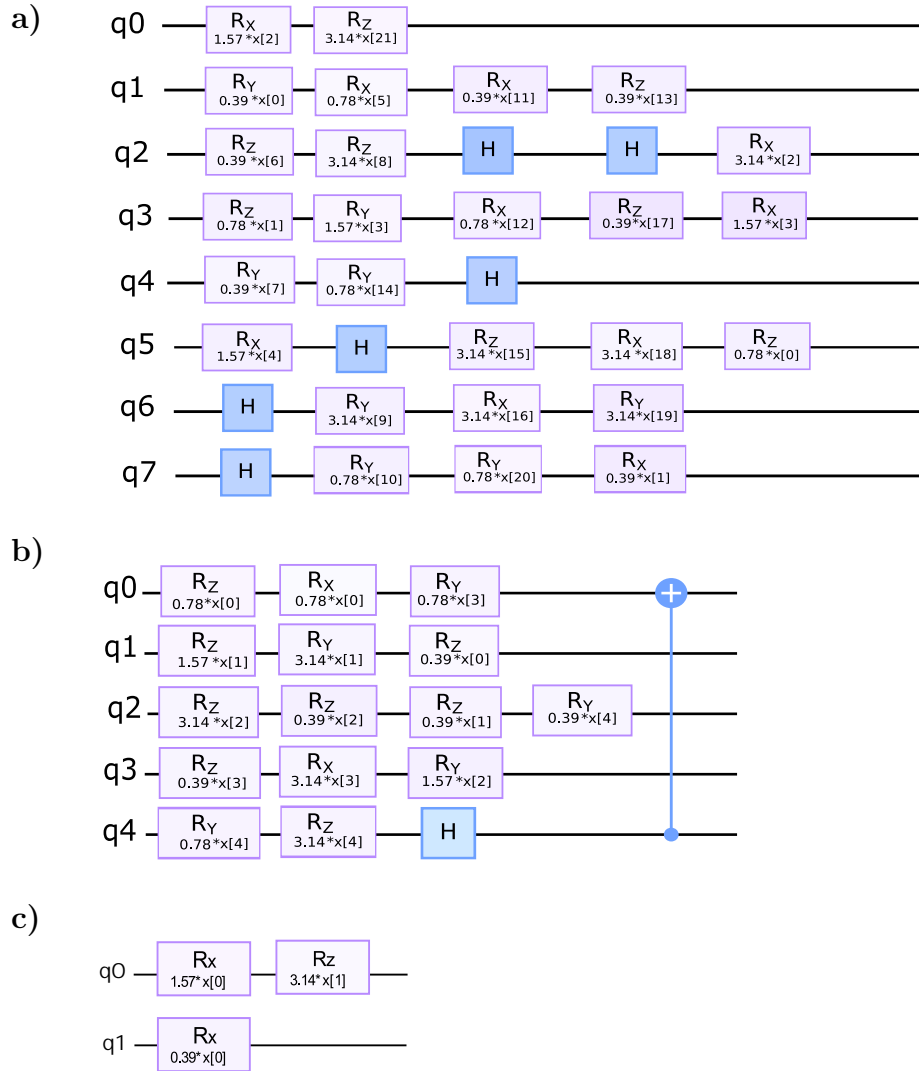 a)
q0 R_X 1.57*x[2] R_Z 3.14*x[21]
q1 R_Y 0.39*x[0] R_X 0.78*x[5] R_X 0.39*x[11] R_Z 0.39*x[13]
q2 R_Z 0.39*x[6] R_Z 3.14*x[8] H H R_X 3.14*x[2]
q3 R_Z 0.78*x[1] R_Y 1.57*x[3] R_X 0.78*x[12] R_Z 0.39*x[17] R_X 1.57*x[3]
q4 R_Y 0.39*x[7] R_Y 0.78*x[14] H
q5 R_X 1.57*x[4] H R_Z 3.14*x[15] R_X 3.14*x[18] R_Z 0.78*x[0]
q6 H R_Y 3.14*x[9] R_X 3.14*x[16] R_Y 3.14*x[19]
q7 H R_Y 0.78*x[10] R_Y 0.78*x[20] R_X 0.39*x[1]
b)
q0 R_Z 0.78*x[0] R_X 0.78*x[0] R_Y 0.78*x[3]
q1 R_Z 1.57*x[1] R_Y 3.14*x[1] R_Z 0.39*x[0]
q2 R_Z 3.14*x[2] R_Z 0.39*x[2] R_Z 0.39*x[1] R_Y 0.39*x[4]
q3 R_Z 0.39*x[3] R_X 3.14*x[3] R_Y 1.57*x[2]
q4 R_Y 0.78*x[4] R_Z 3.14*x[4] H
c)
q0 Rx 1.57*x[0] Rz 3.14*x[1]
q1 Rx 0.39*x[0]